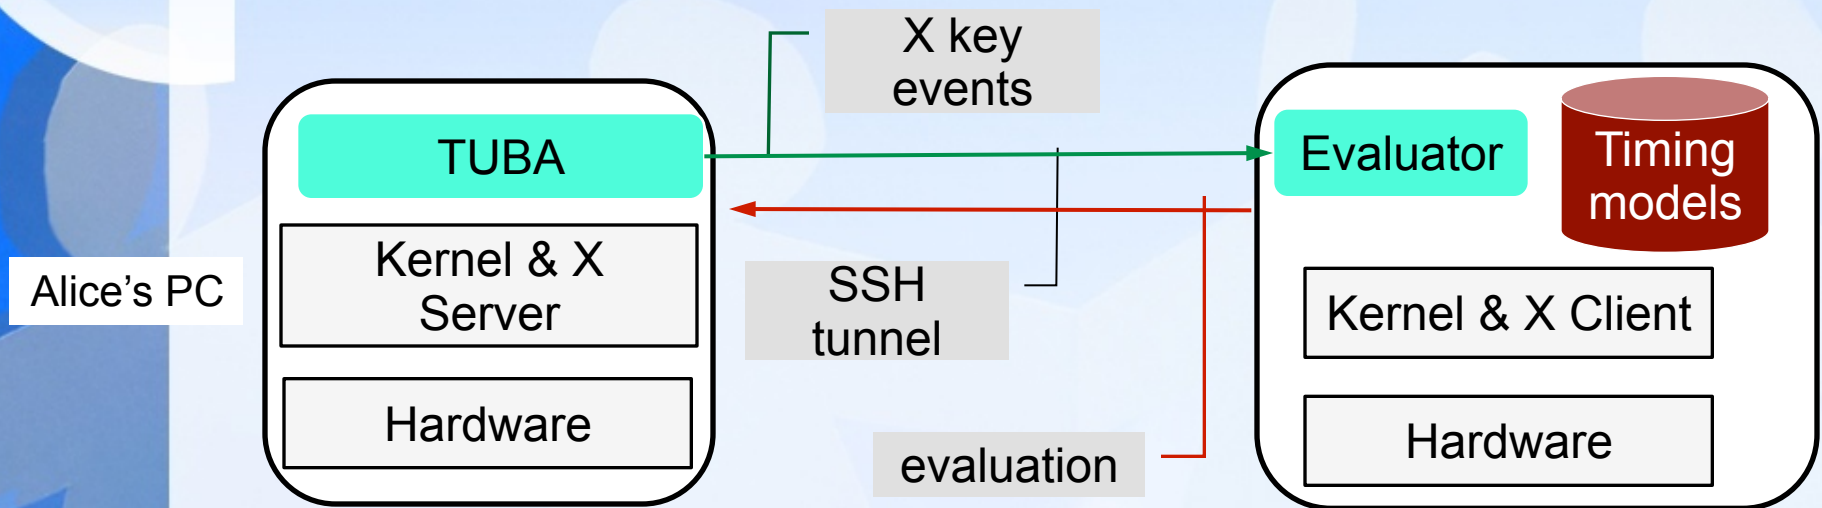 X key
events
TUBA
Evaluator
Timing
models
Kernel & X
Server
Alice’s PC
SSH
tunnel
Kernel & X Client
Hardware
evaluation
Hardware